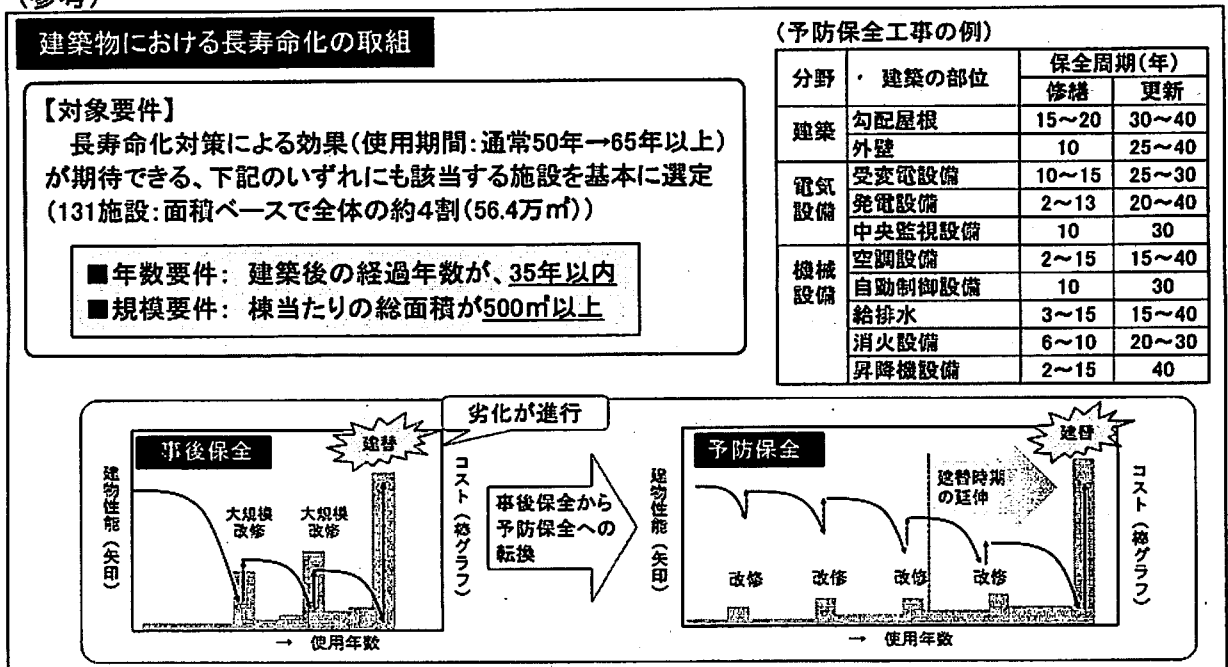 (参考)
建築物における長寿命化の取組
【対象要件】
長寿命化対策による効果(使用期間:通常50年→65年以上)
が期待できる、下記のいずれにも該当する施設を基本に選定
(131施設:面積ベースで全体の約4割(56.4万㎡))
■年数要件: 建築後の経過年数が、35年以内
■規模要件: 棟当たりの総面積が500㎡以上
(予防保全工事の例)
分野 ・ 建築の部位 保全周期(年)
修繕 更新
建築 勾配屋根 15~20 30~40
外壁 10 25~40
電気設備 受変電設備 10~15 25~30
発電設備 2~13 20~40
中央監視設備 10 30
機械設備 空調設備 2~15 15~40
自動制御設備 10 30
給排水 3~15 15~40
消火設備 6~10 20~30
昇降機設備 2~15 40
劣化が進行
事後保全
建替
建物性能(矢印)
大規模
改修
大規模
改修
コスト(棒グラフ)
→ 使用年数
事後保全から
予防保全への
転換
予防保全
建替
建物性能(矢印)
建替時期
の延伸
改修 改修 改修 改修
コスト(棒グラフ)
→ 使用年数